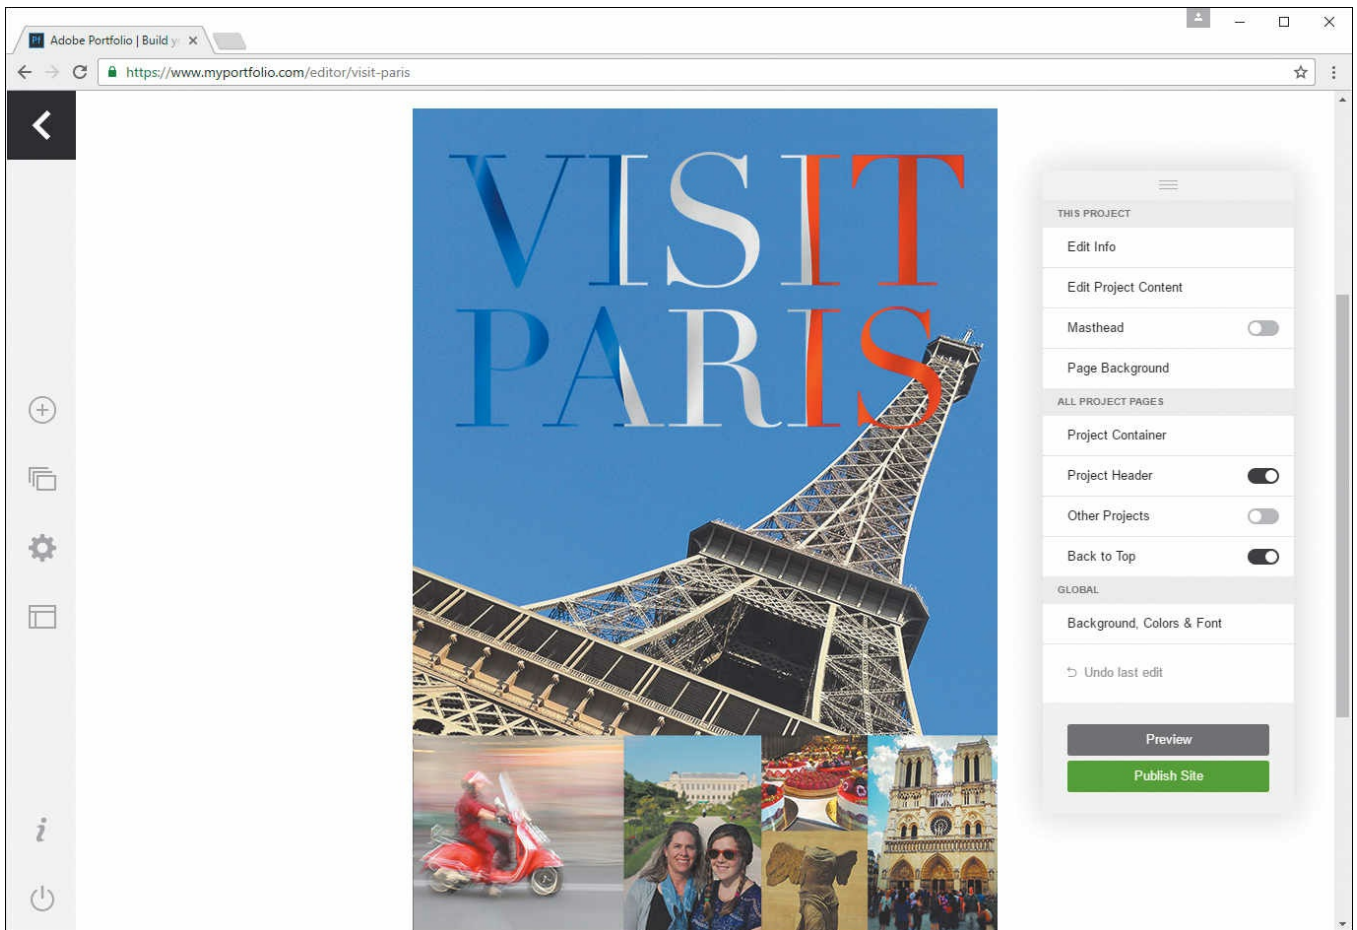 Pf Adobe Portfolio | Build y
https://www.myportfolio.com/editor/visit-paris
VISIT
PARIS
THIS PROJECT
Edit Info
Edit Project Content
Masthead
Page Background
ALL PROJECT PAGES
Project Container
Project Header
Other Projects
Back to Top
GLOBAL
Background, Colors & Font
Undo last edit
Preview
Publish Site
i